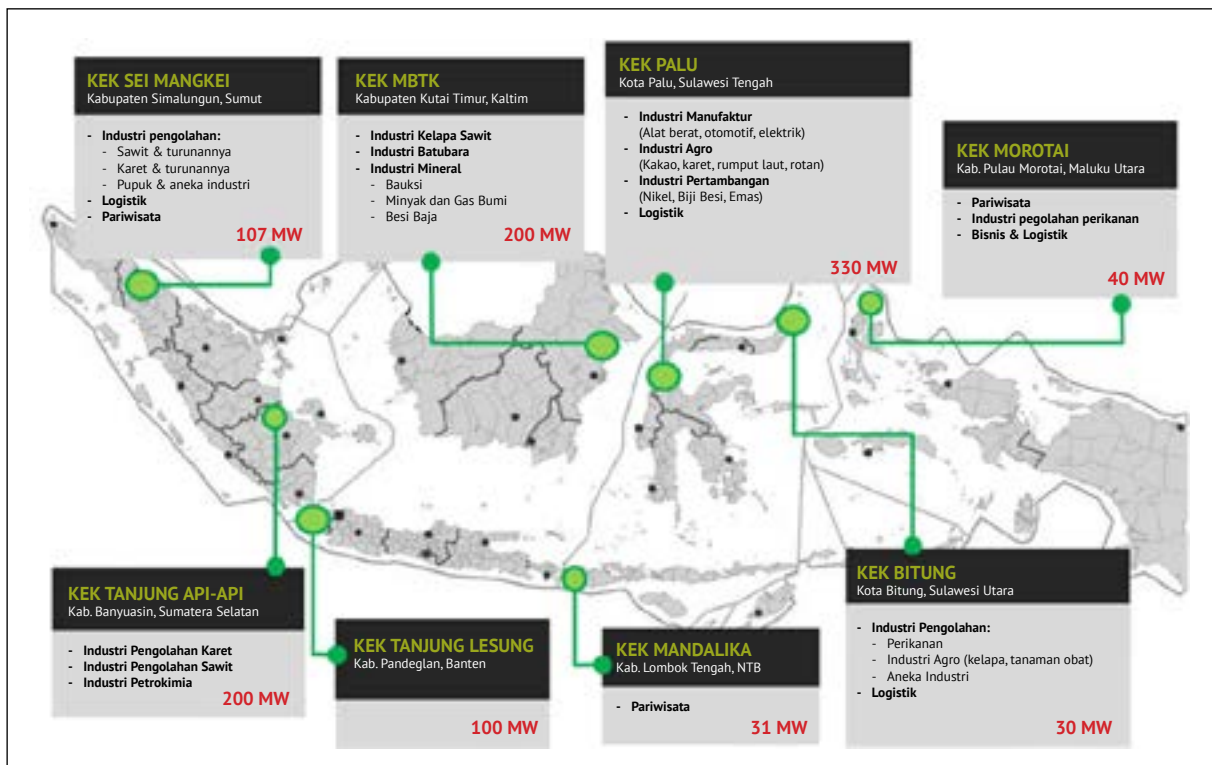 KEK SEI MANGKEI
Kabupaten Simalungun, Sumut
- Industri pengolahan:
- Sawit & turunannya
- Karet & turunannya
- Pupuk & aneka industri
- Logistik
- Pariwisata
107 MW
KEK MBTK
Kabupaten Kutai Timur, Kaltim
- Industri Kelapa Sawit
- Industri Batubara
- Industri Mineral
- Bauksi
- Minyak dan Gas Bumi
- Besi Baja
200 MW
KEK PALU
Kota Palu, Sulawesi Tengah
- Industri Manufaktur
(Alat berat, otomotif, elektrik)
- Industri Agro
(Kakao, karet, rumput laut, rotan)
- Industri Pertambangan
(Nikel, Biji Besi, Emas)
- Logistik
330 MW
KEK MOROTAI
Kab. Pulau Morotai, Maluku Utara
- Pariwisata
- Industri pegolahan perikanan
- Bisnis & Logistik
40 MW
KEK TANJUNG API-API
Kab. Banyuasin, Sumatera Selatan
- Industri Pengolahan Karet
- Industri Pengolahan Sawit
- Industri Petrokimia
200 MW
KEK TANJUNG LESUNG
Kab. Pandeglan, Banten
100 MW
KEK MANDALIKA
Kab. Lombok Tengah, NTB
- Pariwisata
31 MW
KEK BITUNG
Kota Bitung, Sulawesi Utara
- Industri Pengolahan:
- Perikanan
- Industri Agro (kelapa, tanaman obat)
- Aneka Industri
- Logistik
30 MW